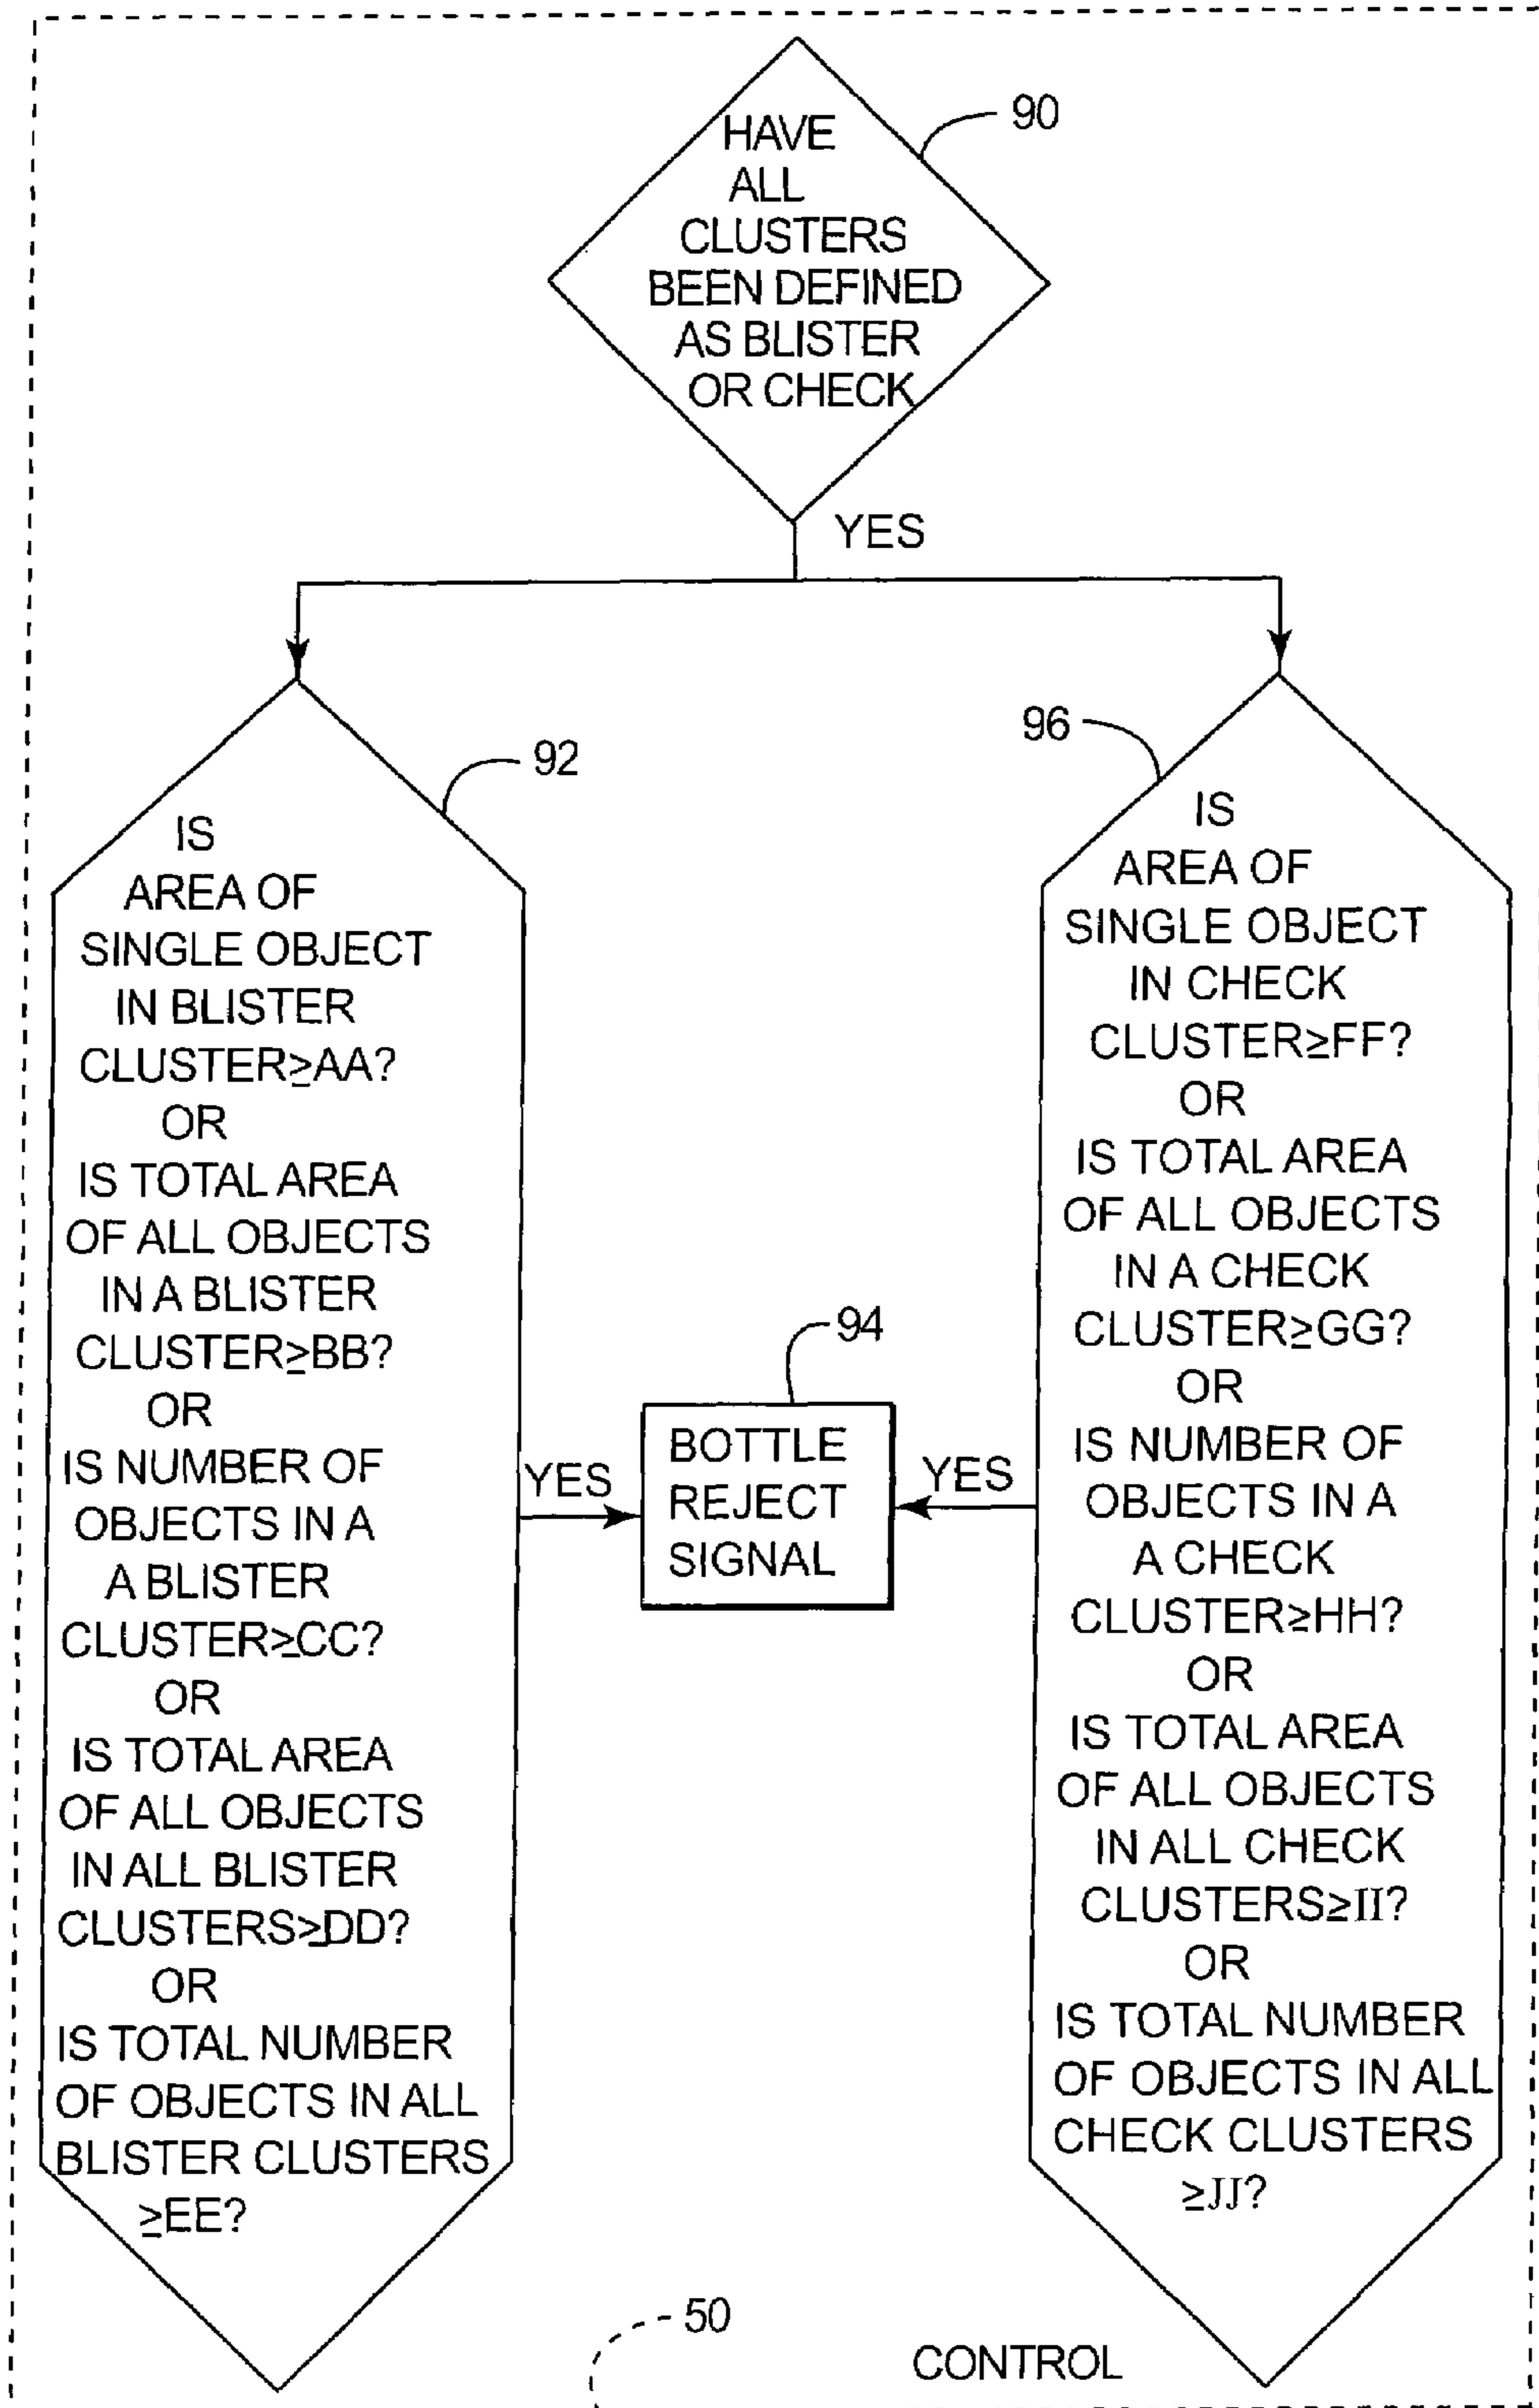 HAVE
ALL
CLUSTERS
BEEN DEFINED
AS BLISTER
OR CHECK
90
YES
92
IS
AREA OF
SINGLE OBJECT
IN BLISTER
CLUSTER≥AA?
OR
IS TOTAL AREA
OF ALL OBJECTS
IN A BLISTER
CLUSTER≥BB?
OR
IS NUMBER OF
OBJECTS IN A
A BLISTER
CLUSTER≥CC?
OR
IS TOTAL AREA
OF ALL OBJECTS
IN ALL BLISTER
CLUSTERS≥DD?
OR
IS TOTAL NUMBER
OF OBJECTS IN ALL
BLISTER CLUSTERS
≥EE?
YES
94
BOTTLE
REJECT
SIGNAL
YES
96
IS
AREA OF
SINGLE OBJECT
IN CHECK
CLUSTER≥FF?
OR
IS TOTAL AREA
OF ALL OBJECTS
IN A CHECK
CLUSTER≥GG?
OR
IS NUMBER OF
OBJECTS IN A
A CHECK
CLUSTER≥HH?
OR
IS TOTAL AREA
OF ALL OBJECTS
IN ALL CHECK
CLUSTERS≥II?
OR
IS TOTAL NUMBER
OF OBJECTS IN ALL
CHECK CLUSTERS
≥JJ?
50
CONTROL